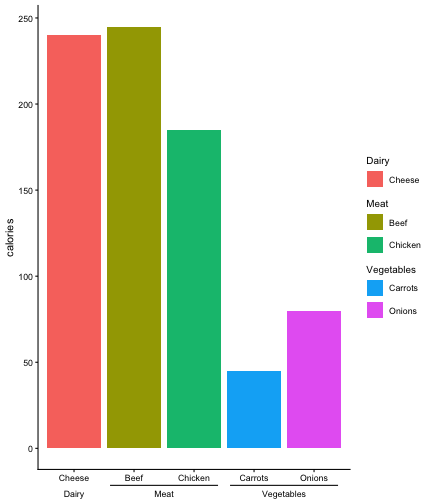 250
200
150
100
50
0
calories
Cheese Beef Chicken Carrots Onions
Dairy Meat Vegetables
Dairy
Cheese
Meat
Beef
Chicken
Vegetables
Carrots
Onions